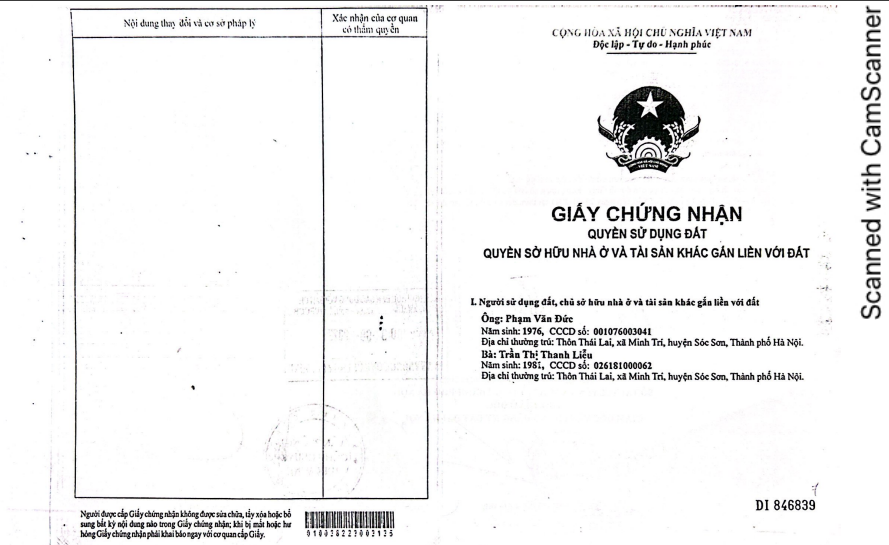 Nội dung thay đổi và cơ sở pháp lý
Xác nhận của cơ quan
có thẩm quyền
Người được cấp Giấy chứng nhận không được sửa chữa, tẩy xóa hoặc bổ
sung bất kỳ nội dung nào trong Giấy chứng nhận; khi bị mất hoặc hư
hỏng Giấy chứng nhận phải khai báo ngay với cơ quan cấp Giấy.
CỘNG HÒA XÃ HỘI CHỦ NGHĨA VIỆT NAM
Độc lập - Tự do - Hạnh phúc
VIỆT NAM
GIẤY CHỨNG NHẬN
QUYỀN SỬ DỤNG ĐẤT
QUYỀN SỞ HỮU NHÀ Ở VÀ TÀI SẢN KHÁC GẮN LIỀN VỚI ĐẤT
I. Người sử dụng đất, chủ sở hữu nhà ở và tài sản khác gắn liền với đất
Ông: Phạm Văn Đức
Năm sinh: 1976, CCCD số: 001076003041
Địa chỉ thường trú: Thôn Thái Lai, xã Minh Trí, huyện Sóc Sơn, Thành phố Hà Nội.
Bà: Trần Thị Thanh Liễu
Năm sinh: 1981, CCCD số: 026181000062
Địa chỉ thường trú: Thôn Thái Lai, xã Minh Trí, huyện Sóc Sơn, Thành phố Hà Nội.
DI 846839
Scanned with CamScanner